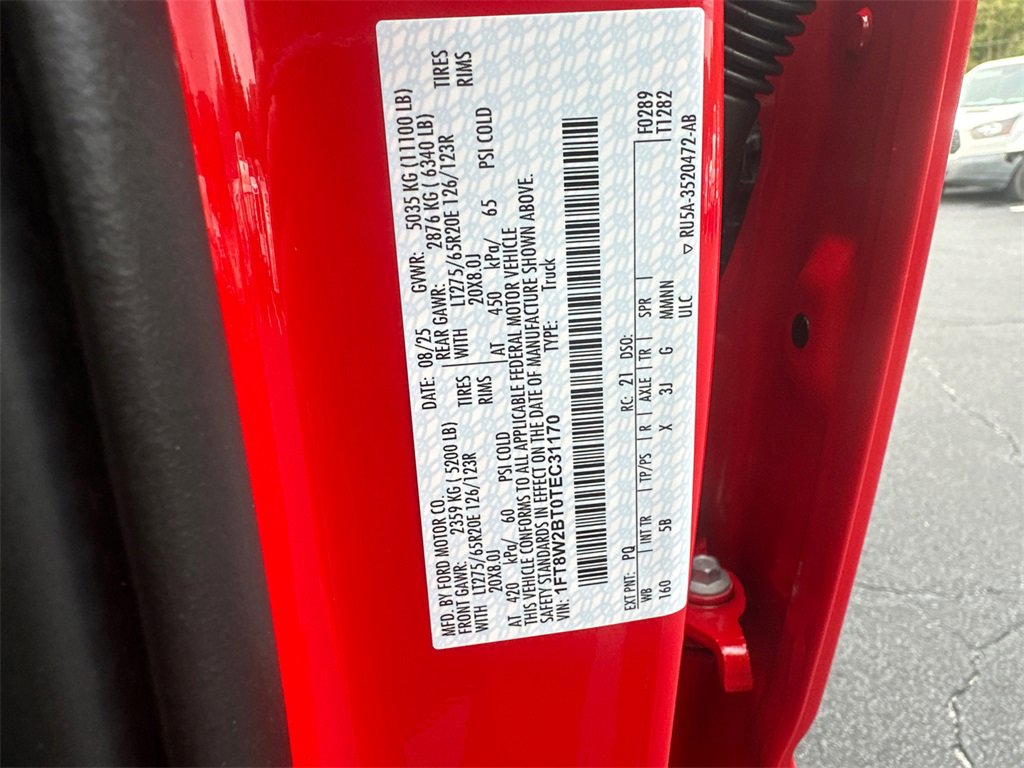 MFD. BY FORD MOTOR CO.
DATE: 08/25 GVWR: 5035 KG (11100 LB)
FRONT GAWR: 2359 KG ( 5200 LB) REAR GAWR: 2876 KG ( 6340 LB)
WITH LT275/65R20E 126/123R TIRES WITH LT275/65R20E 126/123R TIRES
20X8.0J RIMS 20X8.0J RIMS
AT 420 kPa/ 60 PSI COLD AT 450 kPa/ 65 PSI COLD
THIS VEHICLE CONFORMS TO ALL APPLICABLE FEDERAL MOTOR VEHICLE
SAFETY STANDARDS IN EFFECT ON THE DATE OF MANUFACTURE SHOWN ABOVE.
VIN: 1FT8W2BT0TEC31170 TYPE: Truck
EXT PNT: PQ RC: 21 DSO: F0289
WB INT TR TP/PS R AXLE TR SPR TT1282
160 5B X 3J G MMNN
ULC
▽ RU5A-3520472-AB